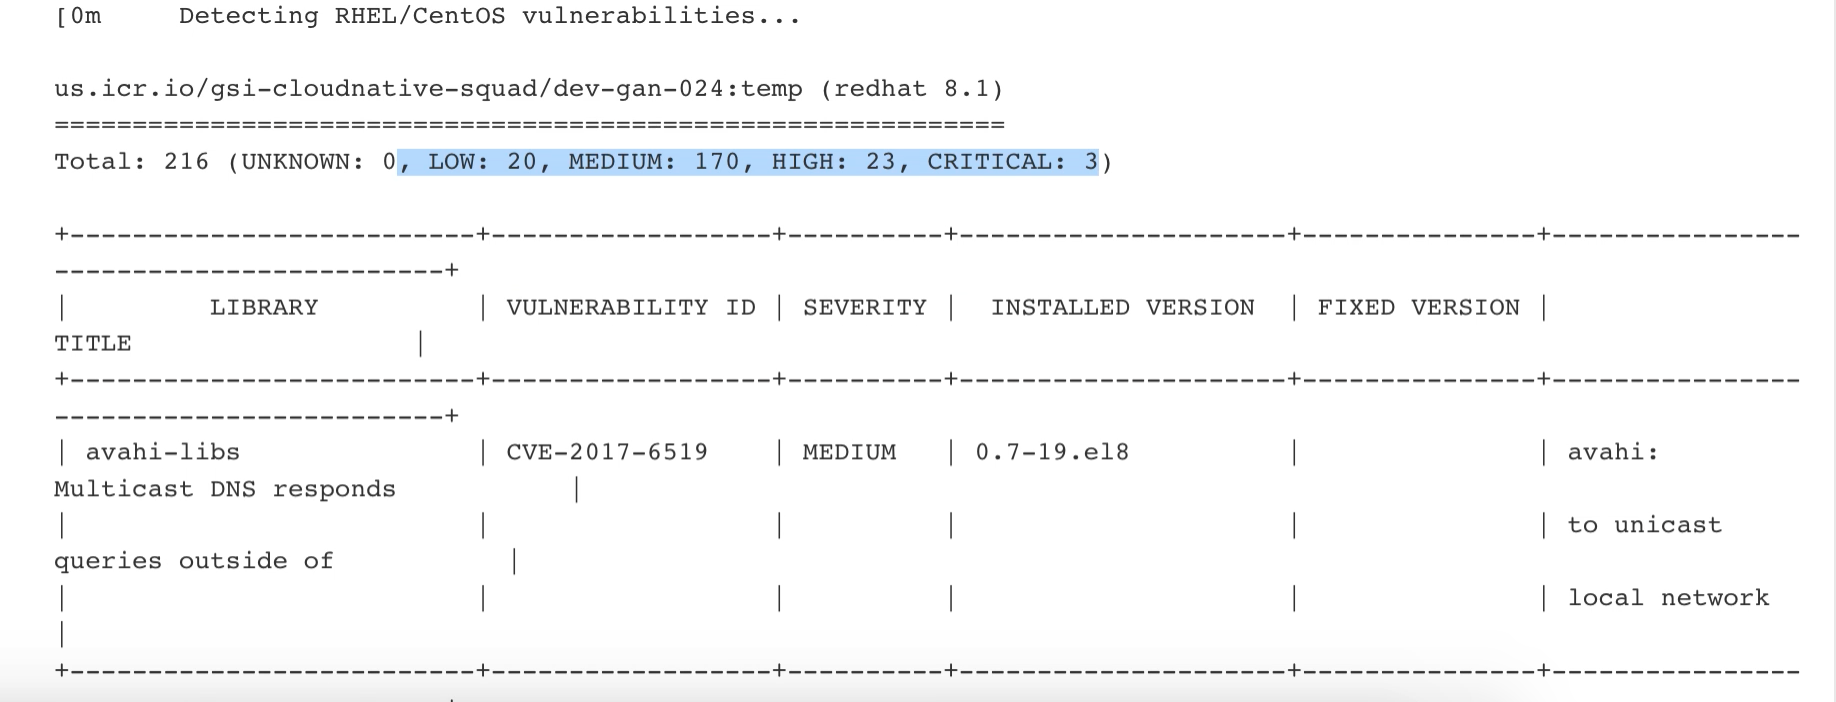 [0m     Detecting RHEL/CentOS vulnerabilities...
us.icr.io/gsi-cloudnative-squad/dev-gan-024:temp (redhat 8.1)
=============================================================
Total: 216 (UNKNOWN: 0, LOW: 20, MEDIUM: 170, HIGH: 23, CRITICAL: 3)
+--------------------------+------------------+----------+---------------------+---------------+----------------
-------------------------+
|         LIBRARY          | VULNERABILITY ID | SEVERITY |  INSTALLED VERSION  | FIXED VERSION |
TITLE                  |
+--------------------------+------------------+----------+---------------------+---------------+----------------
-------------------------+
| avahi-libs               | CVE-2017-6519    | MEDIUM   | 0.7-19.el8          |               | avahi:
Multicast DNS responds           |
|                          |                  |          |                     |               | to unicast
queries outside of           |
|                          |                  |          |                     |               | local network
|
+--------------------------+------------------+----------+---------------------+---------------+----------------